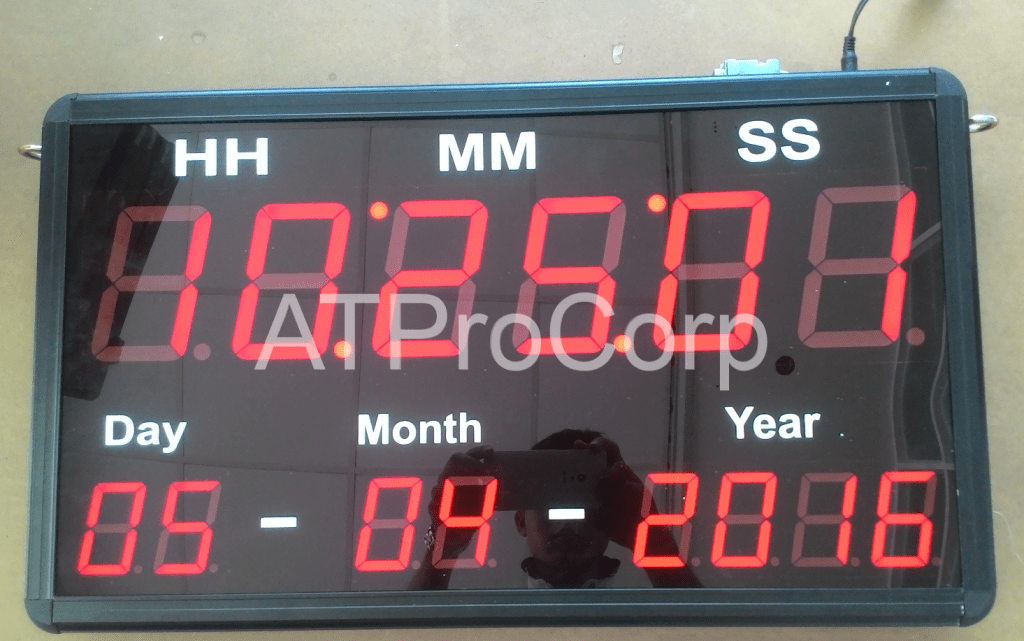 HH MM SS
10:25:01
ATProCorp
Day Month Year
05 - 04 - 2016